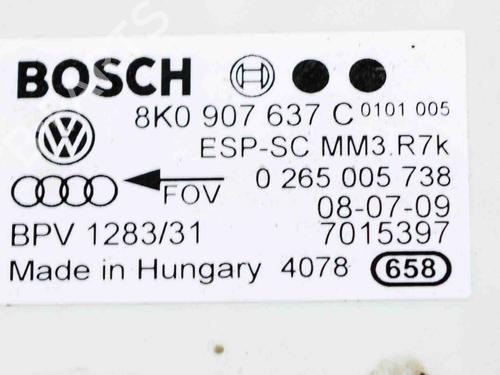 BOSCH
8K0 907 637 C 0101 005
ESP-SC MM3.R7k
FOV 0 265 005 738
08-07-09
BPV 1283/31 7015397
Made in Hungary 4078 658